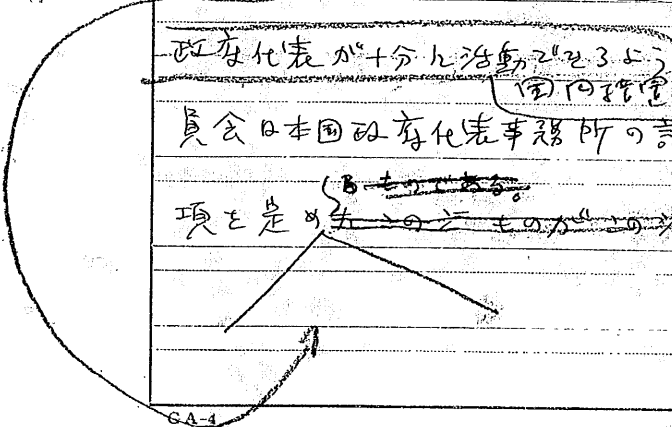 政府代表が十分に活動できるよう
国内措置
員会日本国政府代表事務所の
るものである。
項を定め
GA-4